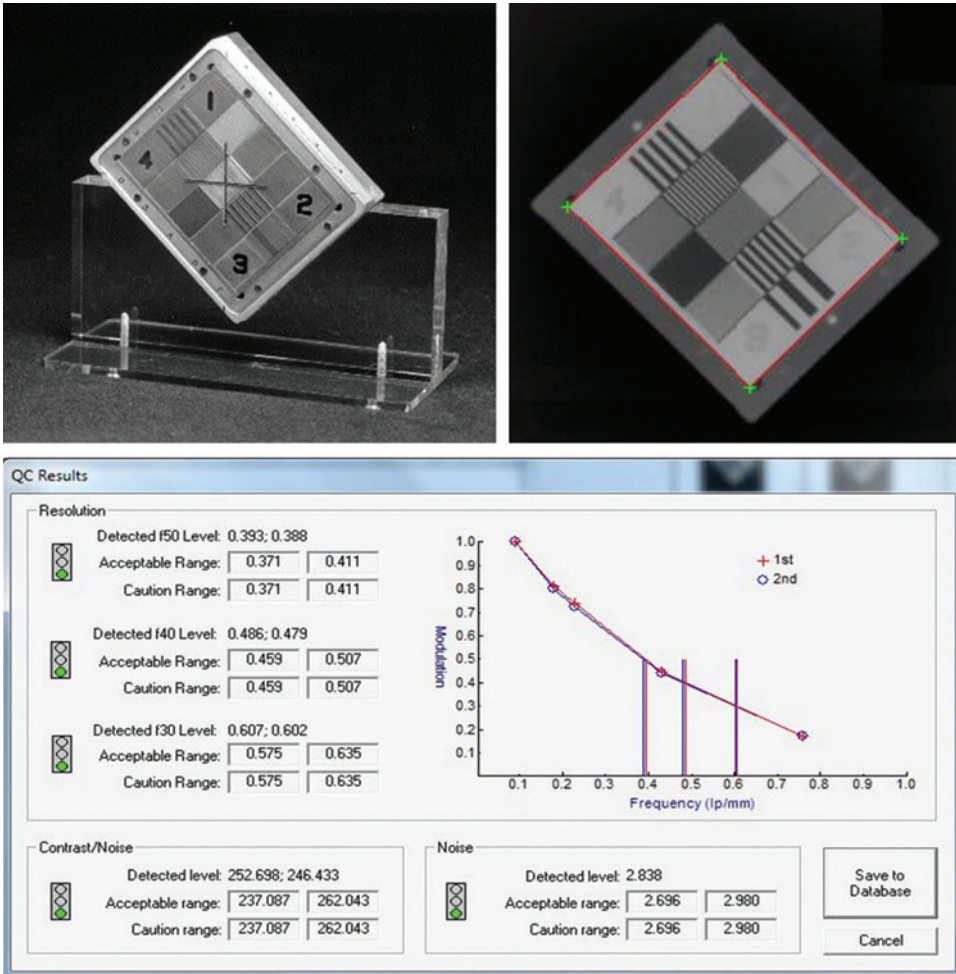 1
4
2
3
1
4
2
3
QC Results
Resolution
Detected f50 Level: 0.393; 0.388
Acceptable Range: 0.371 0.411
Caution Range: 0.371 0.411
Detected f40 Level: 0.486; 0.479
Acceptable Range: 0.459 0.507
Caution Range: 0.459 0.507
Detected f30 Level: 0.607; 0.602
Acceptable Range: 0.575 0.635
Caution Range: 0.575 0.635
Modulation
1.0
0.9
0.8
0.7
0.6
0.5
0.4
0.3
0.2
0.1
0.1 0.2 0.3 0.4 0.5 0.6 0.7 0.8 0.9 1.0
Frequency (lp/mm)
1st
2nd
Contrast/Noise
Detected level: 252.698; 246.433
Acceptable range: 237.087 262.043
Caution range: 237.087 262.043
Noise
Detected level: 2.838
Acceptable range: 2.696 2.980
Caution range: 2.696 2.980
Save to
Database
Cancel